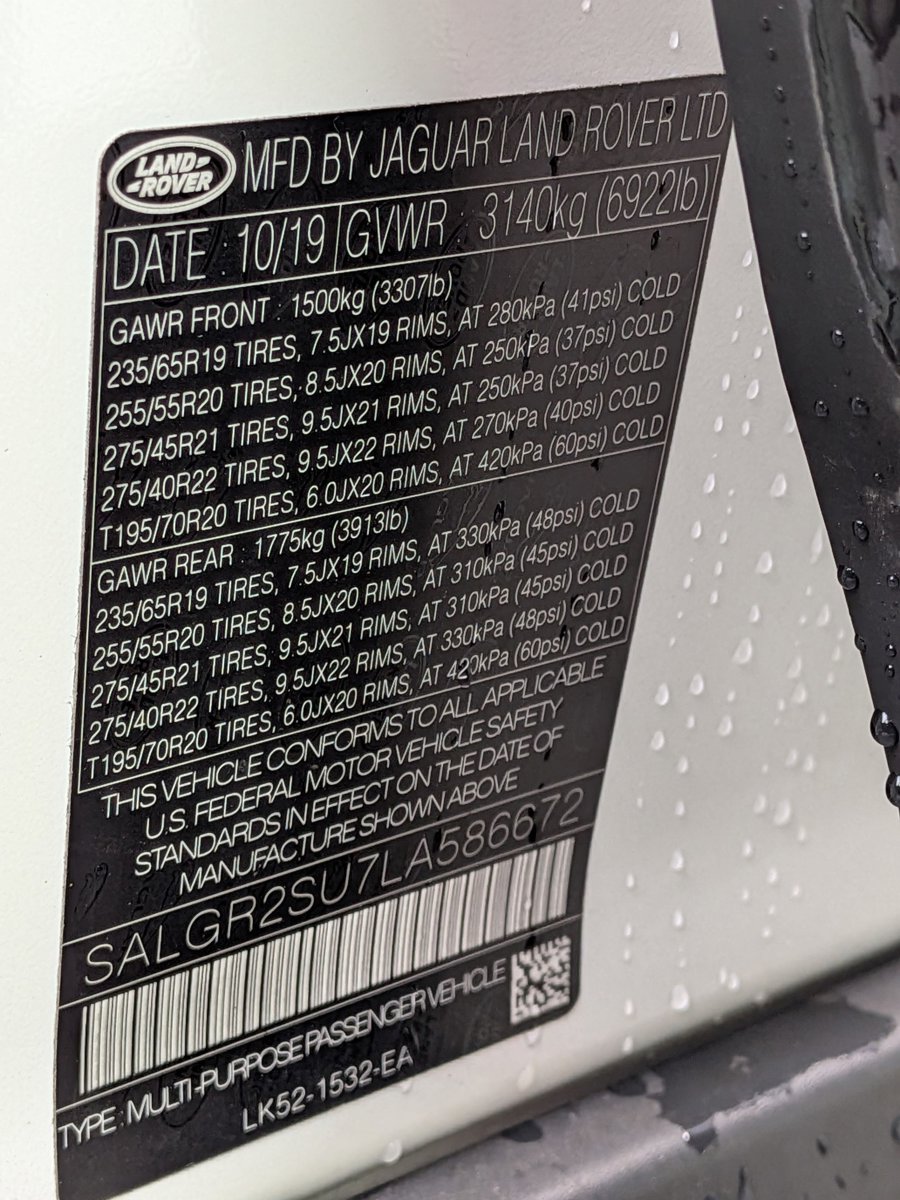 LAND-
-ROVER
MFD BY JAGUAR LAND ROVER LTD
DATE : 10/19 GVWR : 3140kg (6922lb)
GAWR FRONT : 1500kg (3307lb)
235/65R19 TIRES, 7.5JX19 RIMS, AT 280kPa (41psi) COLD
255/55R20 TIRES, 8.5JX20 RIMS, AT 250kPa (37psi) COLD
275/45R21 TIRES, 9.5JX21 RIMS, AT 250kPa (37psi) COLD
275/40R22 TIRES, 9.5JX22 RIMS, AT 270kPa (40psi) COLD
T195/70R20 TIRES, 6.0JX20 RIMS, AT 420kPa (60psi) COLD
GAWR REAR : 1775kg (3913lb)
235/65R19 TIRES, 7.5JX19 RIMS, AT 330kPa (48psi) COLD
255/55R20 TIRES, 8.5JX20 RIMS, AT 310kPa (45psi) COLD
275/45R21 TIRES, 9.5JX21 RIMS, AT 310kPa (45psi) COLD
275/40R22 TIRES, 9.5JX22 RIMS, AT 330kPa (48psi) COLD
T195/70R20 TIRES, 6.0JX20 RIMS, AT 420kPa (60psi) COLD
THIS VEHICLE CONFORMS TO ALL APPLICABLE
U.S. FEDERAL MOTOR VEHICLE SAFETY
STANDARDS IN EFFECT ON THE DATE OF
MANUFACTURE SHOWN ABOVE
SALGR2SU7LA586672
TYPE : MULTI-PURPOSE PASSENGER VEHICLE
LK52-1532-EA